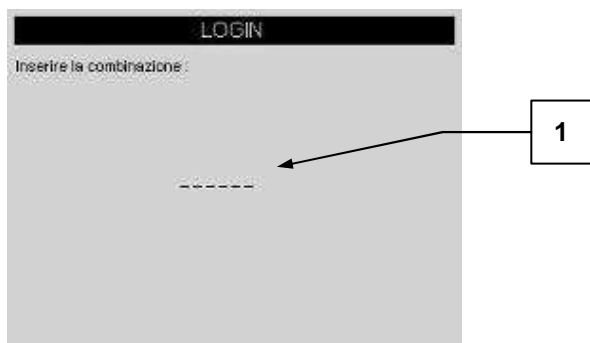 LOGIN
Inserire la combinazione :
------
1